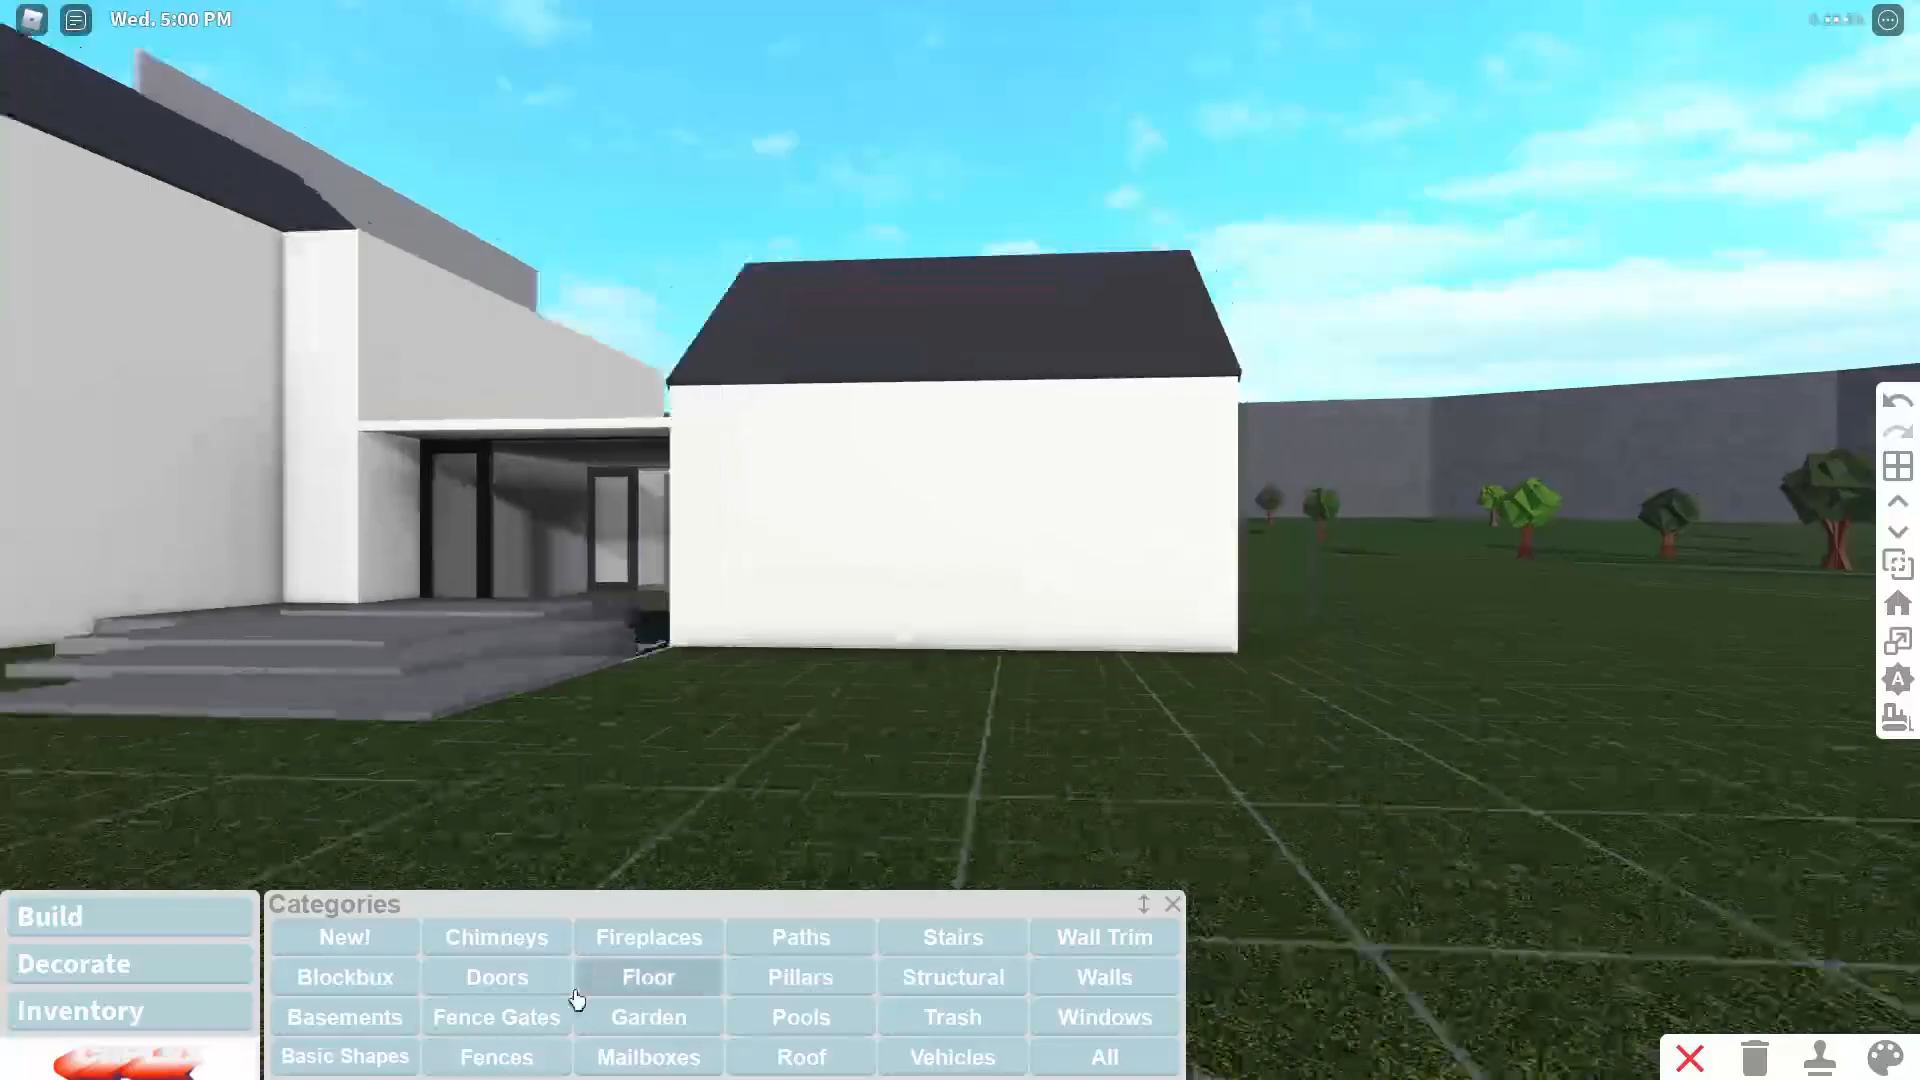 Wed. 5:00 PM
Build
Decorate
Inventory
Categories
New! Chimneys Fireplaces Paths Stairs Wall Trim
Blockbux Doors Floor Pillars Structural Walls
Basements Fence Gates Garden Pools Trash Windows
Basic Shapes Fences Mailboxes Roof Vehicles All
A